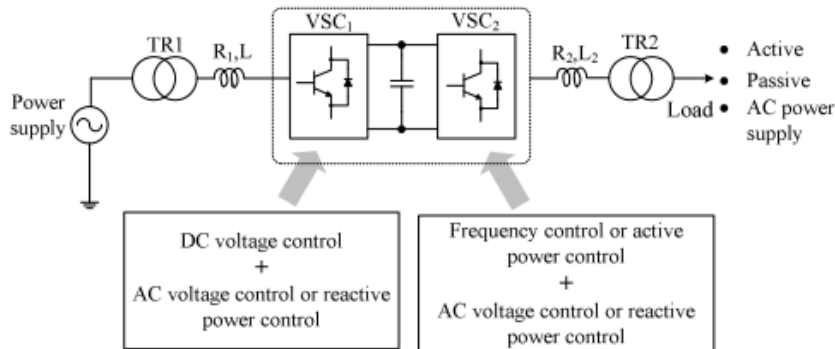 VSC₁
VSC₂
TR1
R₁,L
R₂,L₂
TR2
Power
supply
Load
• Active
• Passive
• AC power
supply
DC voltage control
+
AC voltage control or reactive
power control
Frequency control or active
power control
+
AC voltage control or reactive
power control